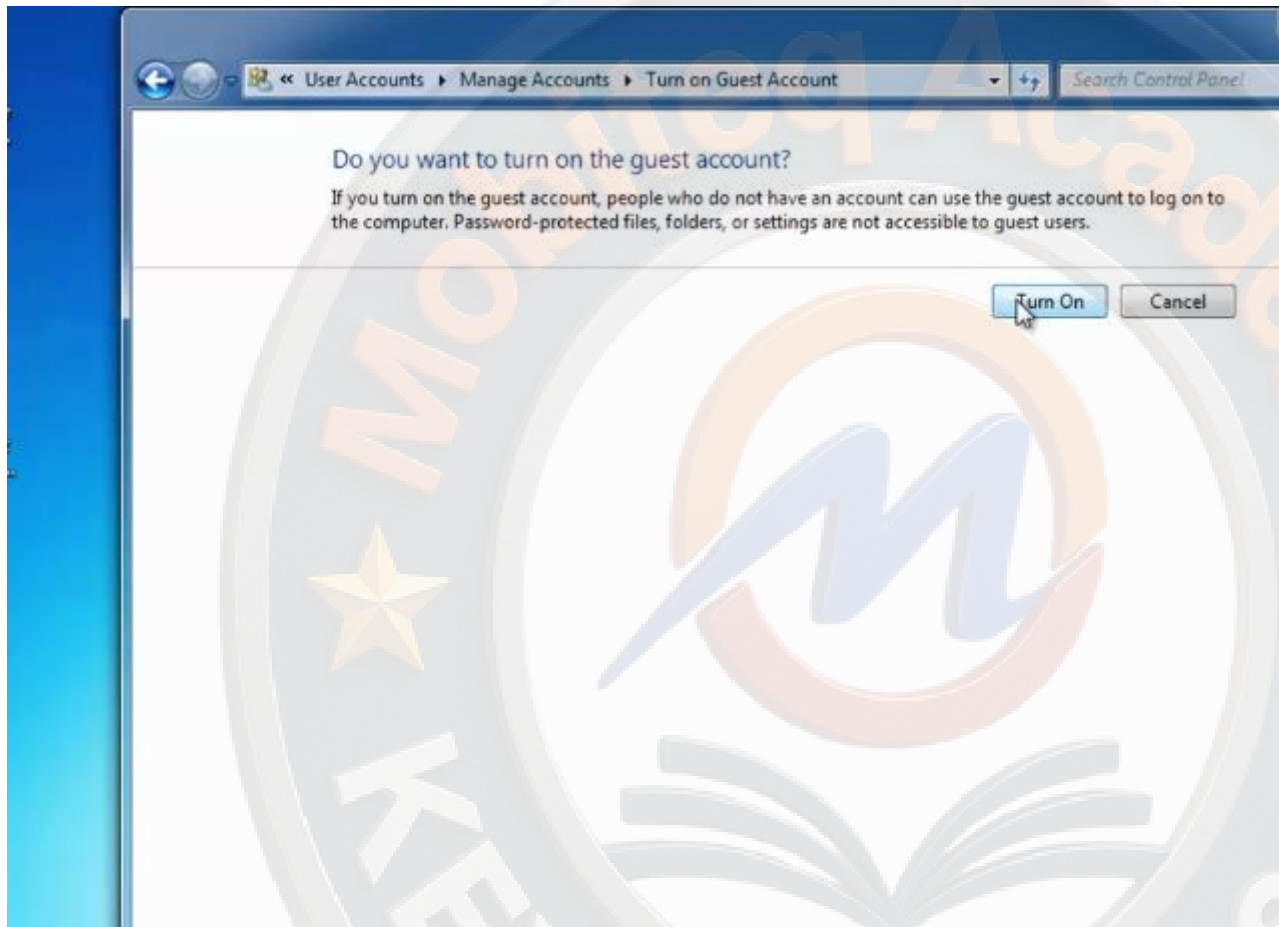 « User Accounts ▸ Manage Accounts ▸ Turn on Guest Account
Search Control Panel
Do you want to turn on the guest account?
If you turn on the guest account, people who do not have an account can use the guest account to log on to
the computer. Password-protected files, folders, or settings are not accessible to guest users.
Turn On
Cancel
Mobiteq